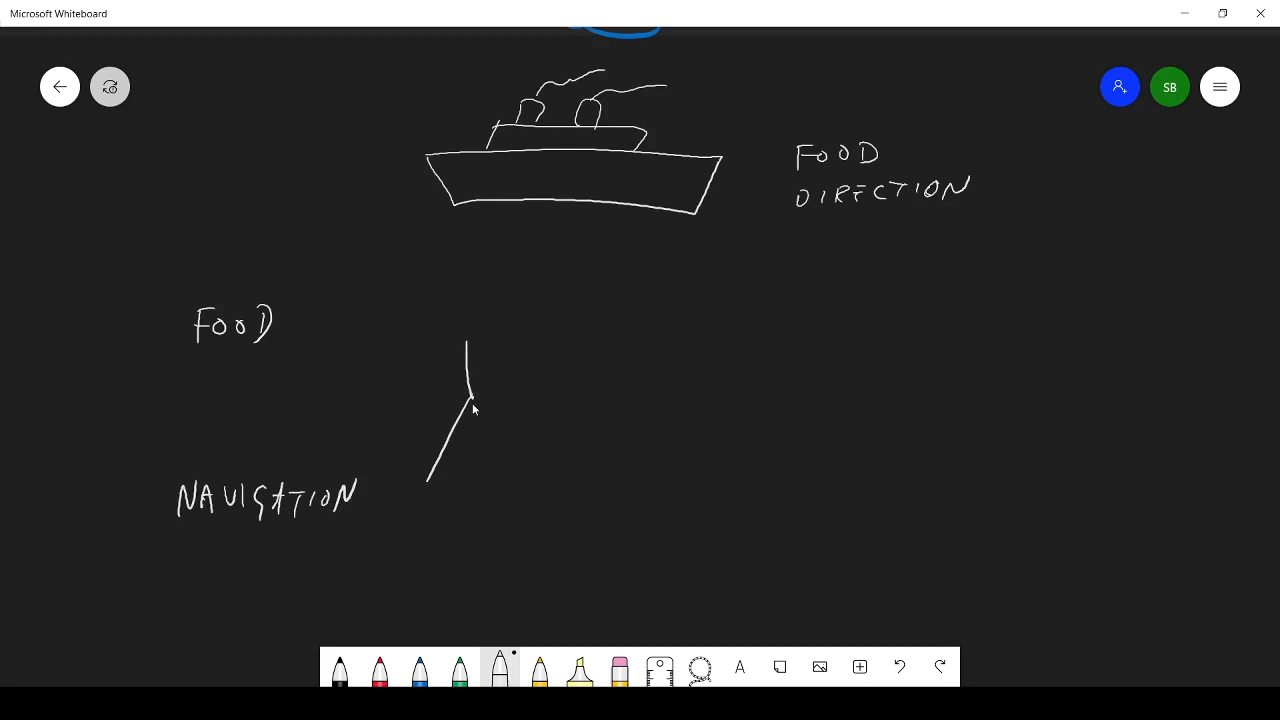 Microsoft Whiteboard
SB
FOOD
DIRECTION
FOOD
NAVIGATION
A